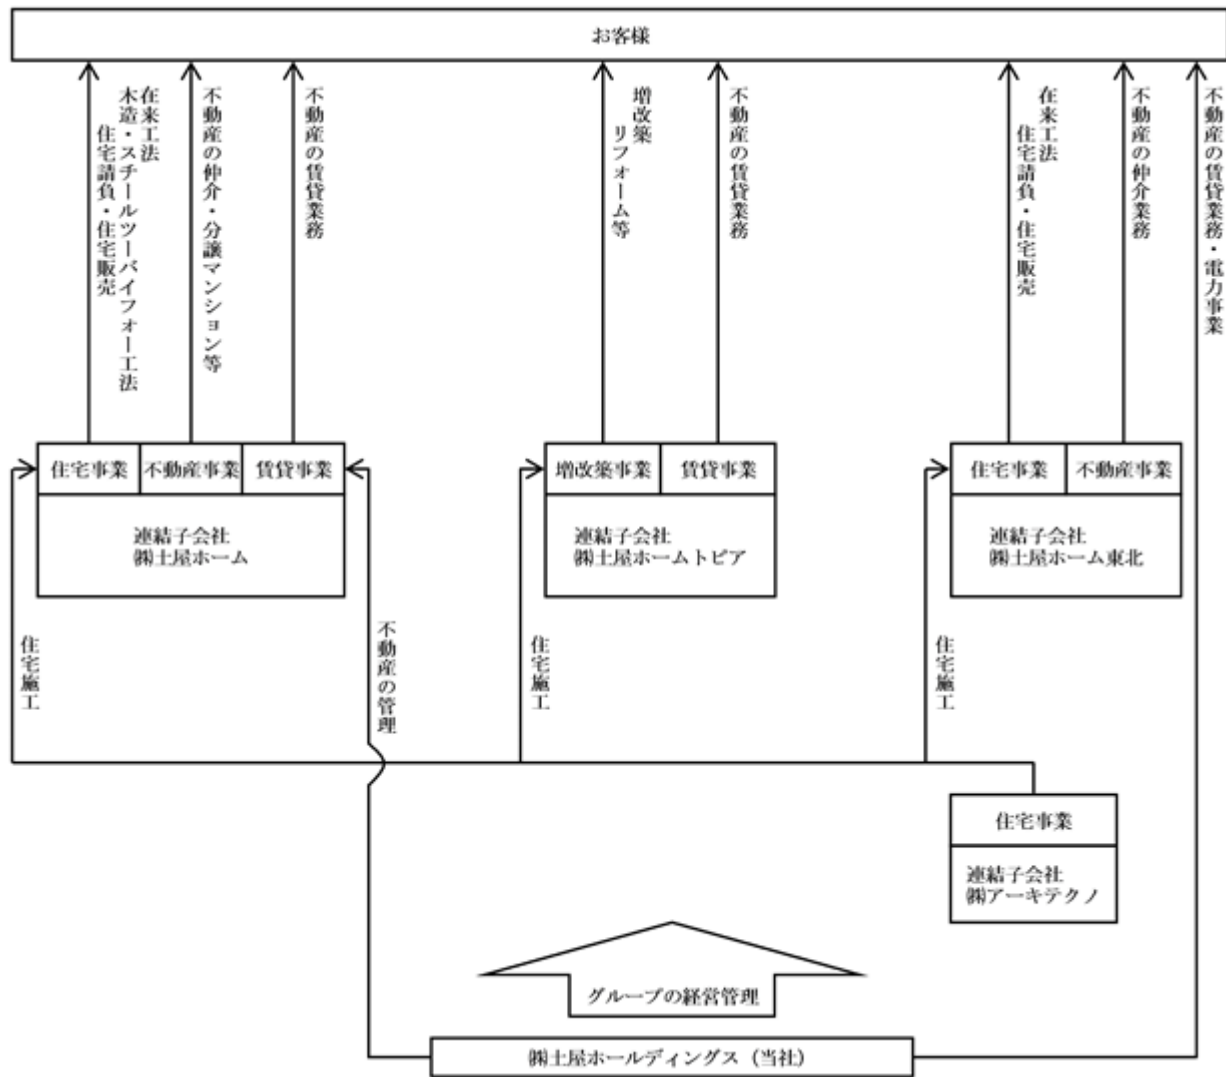 お客様
在来工法
木造・スチールツーバイフォー工法
住宅請負・住宅販売
不動産の仲介・分譲マンション等
不動産の賃貸業務
増改築
リフォーム等
不動産の賃貸業務
在来工法
住宅請負・住宅販売
不動産の仲介業務
不動産の賃貸業務・電力事業
住宅事業
不動産事業
賃貸事業
連結子会社
㈱土屋ホーム
増改築事業
賃貸事業
連結子会社
㈱土屋ホームトピア
住宅事業
不動産事業
連結子会社
㈱土屋ホーム東北
住宅施工
不動産の管理
住宅施工
住宅施工
住宅事業
連結子会社
㈱アーキテクノ
グループの経営管理
㈱土屋ホールディングス（当社）